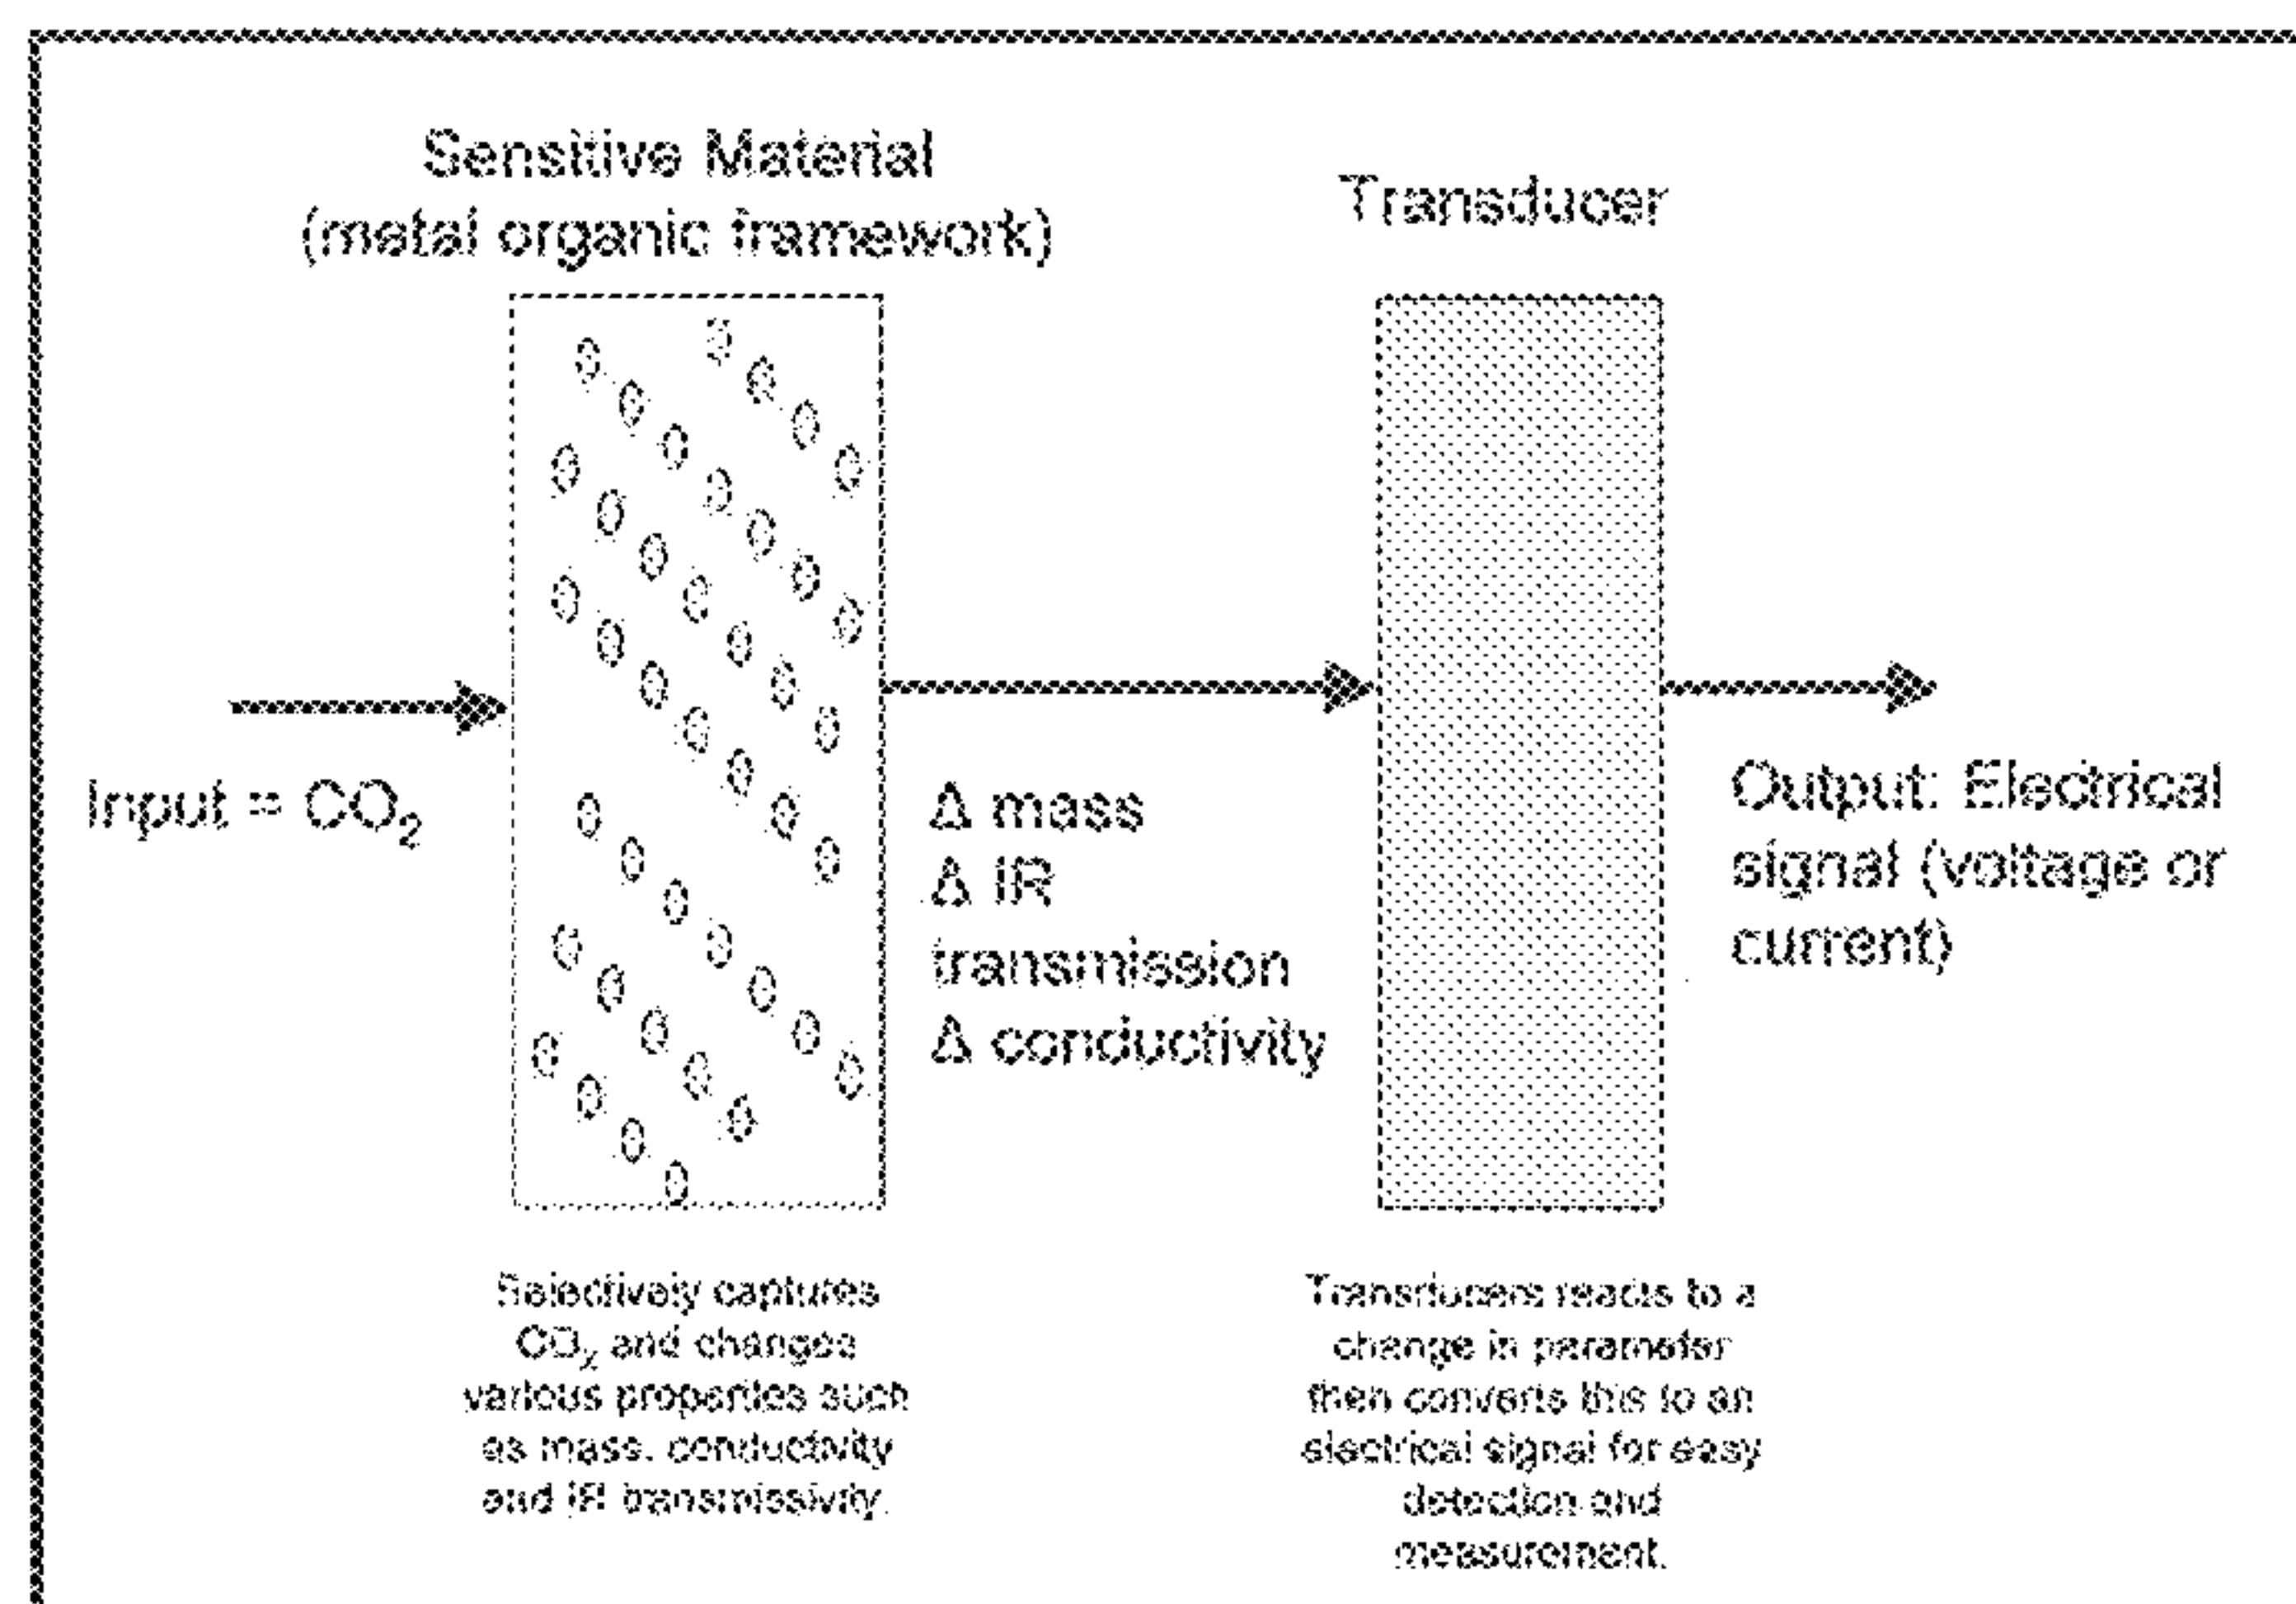 Sensitive Material
(metal organic framework)
Transducer
Input = CO₂
Δ mass
Δ IR
transmission
Δ conductivity
Output: Electrical
signal (voltage or
current)
Selectively captures
CO₂ and changes
various properties such
as mass, conductivity
and IR transmissivity.
Transducers reacts to a
change in parameter
then converts this to an
electrical signal for easy
detection and
measurement.